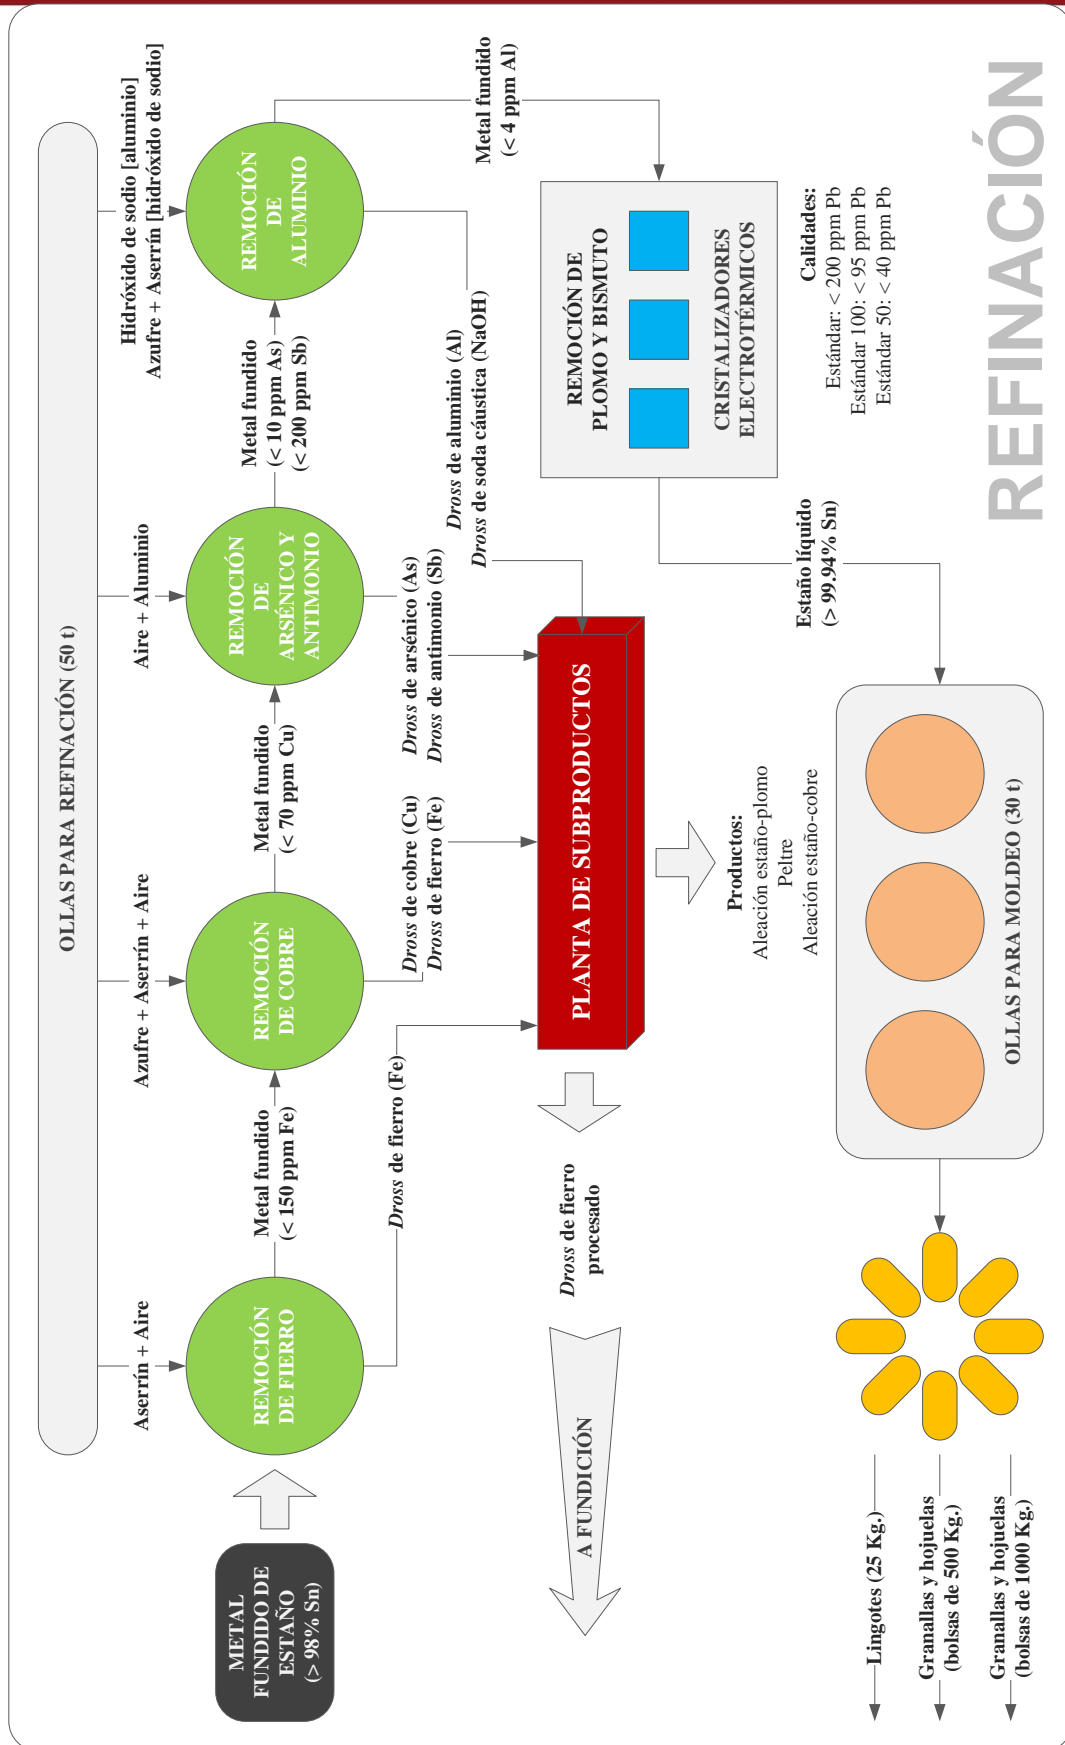 OLLAS PARA REFINACIÓN (50 t)
Aserrín + Aire
Azufre + Aserrín + Aire
Aire + Aluminio
Hidróxido de sodio [aluminio]
Azufre + Aserrín [hidróxido de sodio]
METAL
FUNDIDO DE
ESTAÑO
(> 98% Sn)
REMOCIÓN
DE FIERRO
Metal fundido
(< 150 ppm Fe)
REMOCIÓN
DE COBRE
Metal fundido
(< 70 ppm Cu)
REMOCIÓN
DE
ARSÉNICO Y
ANTIMONIO
Metal fundido
(< 10 ppm As)
(< 200 ppm Sb)
REMOCIÓN
DE
ALUMINIO
Metal fundido
(< 4 ppm Al)
Dross de fierro (Fe)
Dross de cobre (Cu)
Dross de fierro (Fe)
Dross de arsénico (As)
Dross de antimonio (Sb)
Dross de aluminio (Al)
Dross de soda cáustica (NaOH)
A FUNDICIÓN
Dross de fierro
procesado
PLANTA DE SUBPRODUCTOS
REMOCIÓN DE
PLOMO Y BISMUTO
CRISTALIZADORES
ELECTROTÉRMICOS
Productos:
Aleación estaño-plomo
Peltre
Aleación estaño-cobre
Estaño líquido
(> 99.94% Sn)
Calidades:
Estándar: < 200 ppm Pb
Estándar 100: < 95 ppm Pb
Estándar 50: < 40 ppm Pb
Lingotes (25 Kg.)
Granallas y hojuelas
(bolsas de 500 Kg.)
Granallas y hojuelas
(bolsas de 1000 Kg.)
OLLAS PARA MOLDEO (30 t)
REFINACIÓN